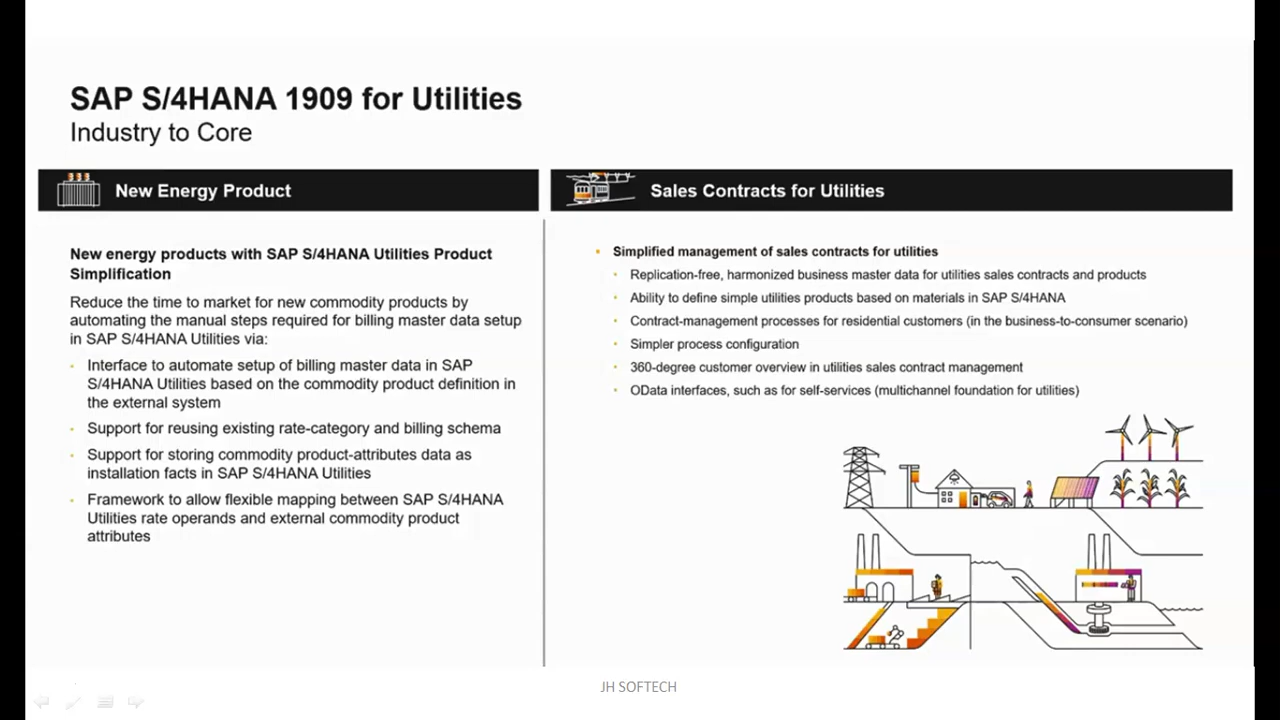 SAP S/4HANA 1909 for Utilities
Industry to Core
New Energy Product
New energy products with SAP S/4HANA Utilities Product
Simplification
Reduce the time to market for new commodity products by
automating the manual steps required for billing master data setup
in SAP S/4HANA Utilities via:
Interface to automate setup of billing master data in SAP
S/4HANA Utilities based on the commodity product definition in
the external system
Support for reusing existing rate-category and billing schema
Support for storing commodity product-attributes data as
installation facts in SAP S/4HANA Utilities
Framework to allow flexible mapping between SAP S/4HANA
Utilities rate operands and external commodity product
attributes
Sales Contracts for Utilities
Simplified management of sales contracts for utilities
Replication-free, harmonized business master data for utilities sales contracts and products
Ability to define simple utilities products based on materials in SAP S/4HANA
Contract-management processes for residential customers (in the business-to-consumer scenario)
Simpler process configuration
360-degree customer overview in utilities sales contract management
OData interfaces, such as for self-services (multichannel foundation for utilities)
JH SOFTECH